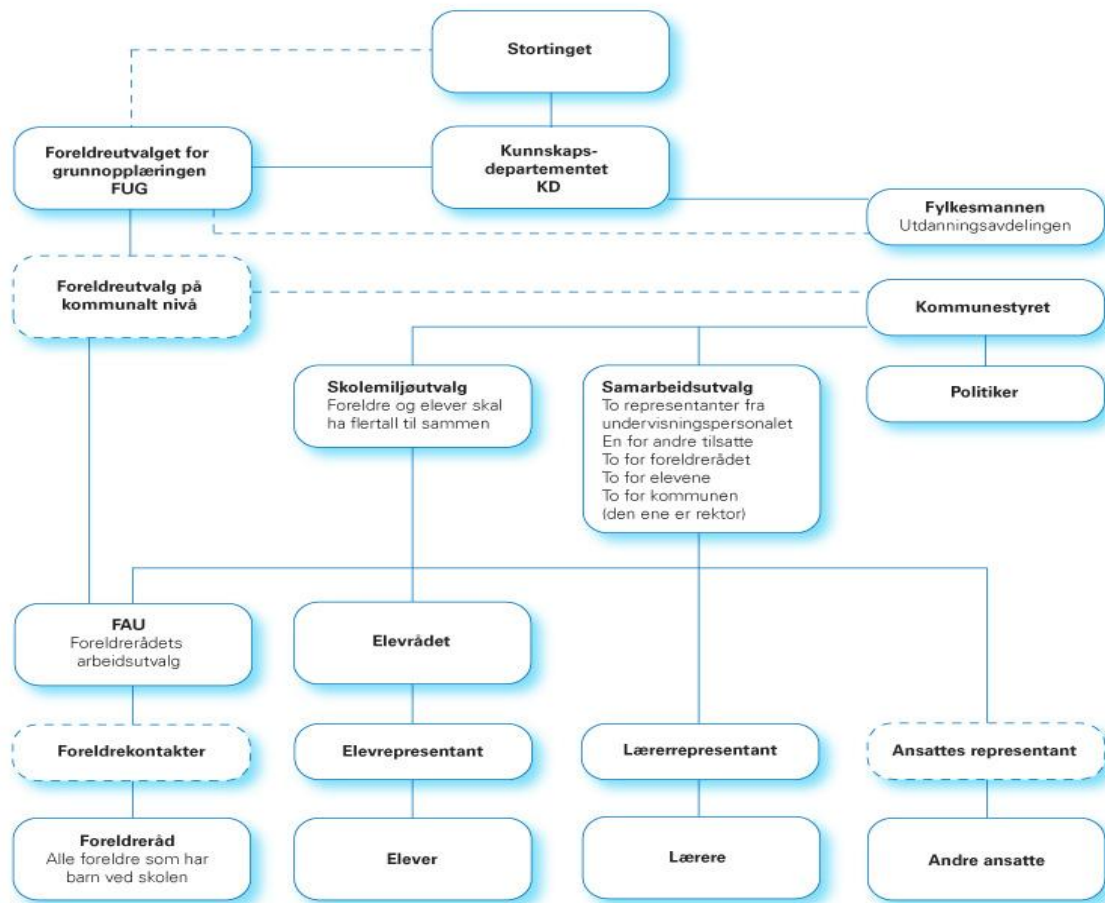 Stortinget
Foreldreutvalget for
grunnopplæringen
FUG
Kunnskaps-
departementet
KD
Fylkesmannen
Utdanningsavdelingen
Foreldreutvalg på
kommunalt nivå
Kommunestyret
Skolemiljøutvalg
Foreldre og elever skal
ha flertall til sammen
Samarbeidsutvalg
To representanter fra
undervisningspersonalet
En for andre tilsatte
To for foreldrerådet
To for elevene
To for kommunen
(den ene er rektor)
Politiker
FAU
Foreldrerådets
arbeidsutvalg
Elevrådet
Foreldrekontakter
Elevrepresentant
Lærerrepresentant
Ansattes representant
Foreldreråd
Alle foreldre som har
barn ved skolen
Elever
Lærere
Andre ansatte